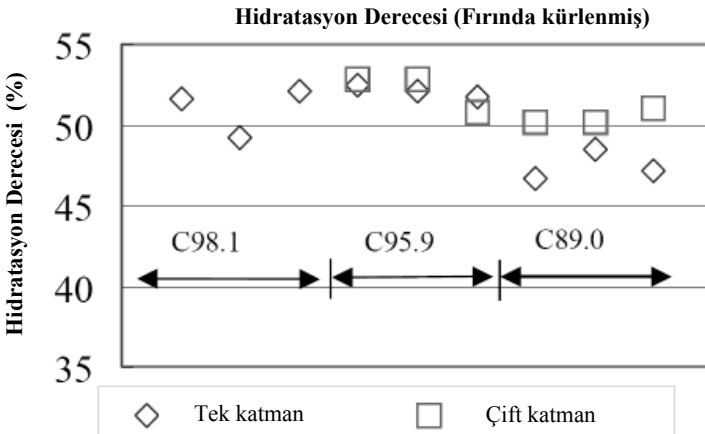 Hidratasyon Derecesi (Fırında kürlenmiş)
Hidratasyon Derecesi (%)
55
50
45
40
35
C98.1
C95.9
C89.0
Tek katman
Çift katman